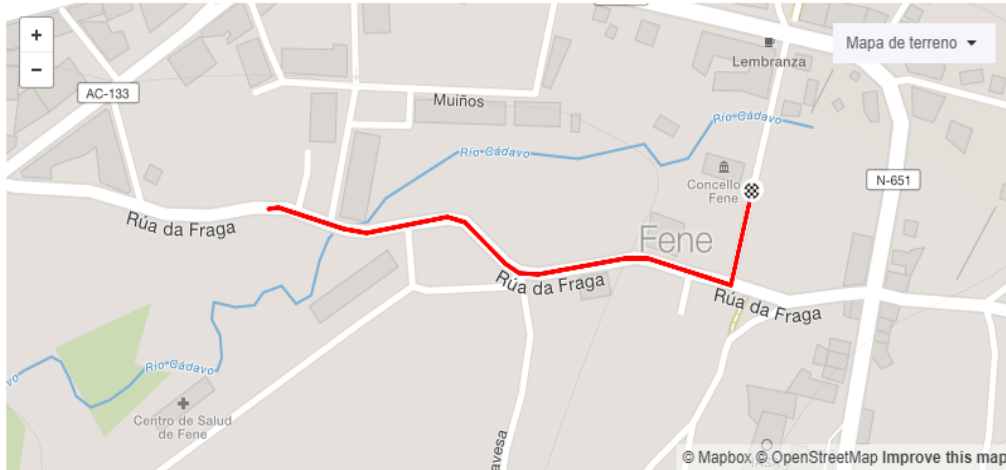 +
Mapa de terreno
−
Lembranza
AC-133
Muiños
Río Cádavo
Río Cádavo
Concello
Fene
N-651
Rúa da Fraga
Fene
Rúa da Fraga
Rúa da Fraga
Río Cádavo
Centro de Salud
de Fene
© Mapbox © OpenStreetMap Improve this map